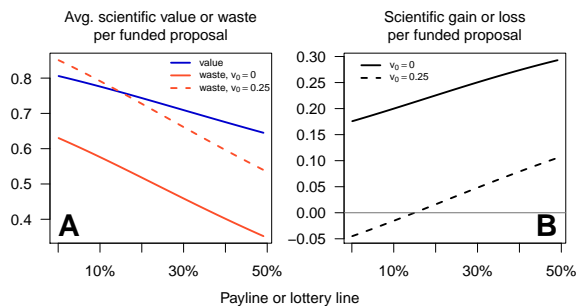 Avg. scientific value or waste
per funded proposal
value
waste, v₀ = 0
waste, v₀ = 0.25
0.8
0.7
0.6
0.5
0.4
A
10%
30%
50%
Scientific gain or loss
per funded proposal
v₀ = 0
v₀ = 0.25
0.30
0.25
0.20
0.15
0.10
0.05
0.00
−0.05
B
10%
30%
50%
Payline or lottery line